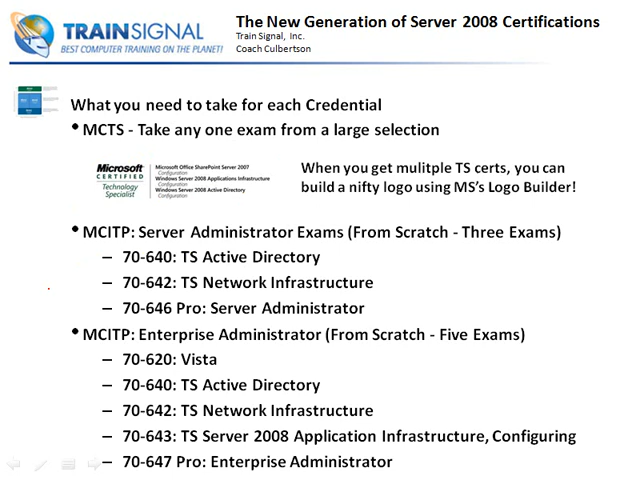 TRAINSIGNAL
BEST COMPUTER TRAINING ON THE PLANET!
The New Generation of Server 2008 Certifications
Train Signal, Inc.
Coach Culbertson
What you need to take for each Credential
• MCTS - Take any one exam from a large selection
Microsoft
CERTIFIED
Technology
Specialist
Microsoft Office SharePoint Server 2007
Configuration
Windows Server 2008 Applications Infrastructure
Configuration
Windows Server 2008 Active Directory
Configuration
When you get mulitple TS certs, you can
build a nifty logo using MS's Logo Builder!
• MCITP: Server Administrator Exams (From Scratch - Three Exams)
– 70-640: TS Active Directory
– 70-642: TS Network Infrastructure
– 70-646 Pro: Server Administrator
• MCITP: Enterprise Administrator (From Scratch - Five Exams)
– 70-620: Vista
– 70-640: TS Active Directory
– 70-642: TS Network Infrastructure
– 70-643: TS Server 2008 Application Infrastructure, Configuring
– 70-647 Pro: Enterprise Administrator